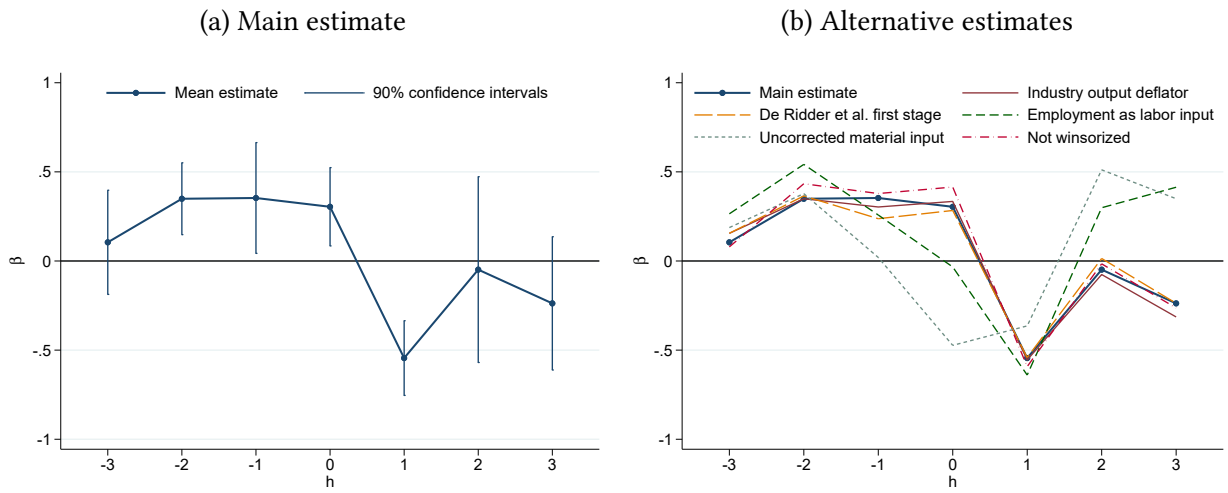 (a) Main estimate
Mean estimate
90% confidence intervals
1
.5
0
-.5
-1
β
-3 -2 -1 0 1 2 3
h
(b) Alternative estimates
Main estimate
Industry output deflator
De Ridder et al. first stage
Employment as labor input
Uncorrected material input
Not winsorized
1
.5
0
-.5
-1
β
-3 -2 -1 0 1 2 3
h